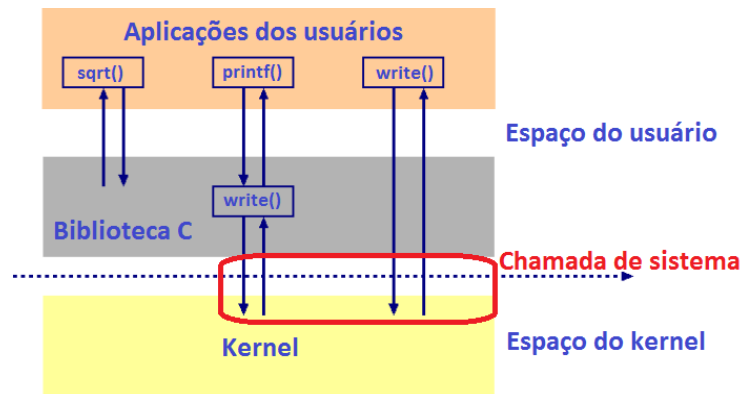 Aplicações dos usuários
sqrt()
printf()
write()
Espaço do usuário
write()
Biblioteca C
Chamada de sistema
Kernel
Espaço do kernel